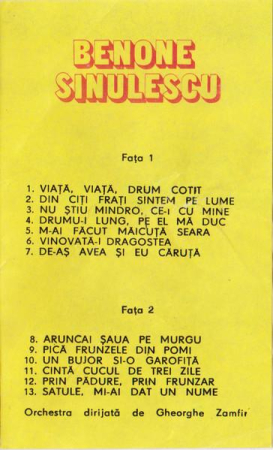 BENONE
SINULESCU
Fața 1
1. VIAȚĂ, VIAȚĂ, DRUM COTIT
2. DIN CITI FRAȚI SINTEM PE LUME
3. NU ȘTIU MINDRO, CE-I CU MINE
4. DRUMU-I LUNG, PE EL MĂ DUC
5. M-AI FĂCUT MĂICUȚĂ SEARA
6. VINOVATĂ-I DRAGOSTEA
7. DE-AȘ AVEA ȘI EU CĂRUȚĂ
Fața 2
8. ARUNCAI ȘAUA PE MURGU
9. PICĂ FRUNZELE DIN POMI
10. UN BUJOR SI-O GAROFIȚĂ
11. CINTĂ CUCUL DE TREI ZILE
12. PRIN PĂDURE, PRIN FRUNZAR
13. SATULE, MI-AI DAT UN NUME
Orchestra dirijată de Gheorghe Zamfir